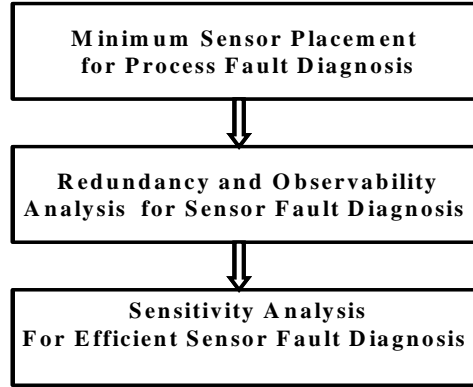 Minimum Sensor Placement
for Process Fault Diagnosis
Redundancy and Observability
Analysis for Sensor Fault Diagnosis
Sensitivity Analysis
For Efficient Sensor Fault Diagnosis